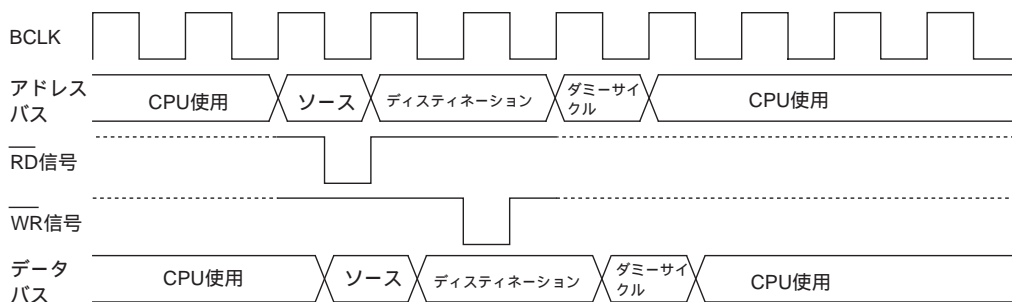 BCLK
アドレス
バス
CPU使用
ソース
ディスティネーション
ダミーサイ
クル
CPU使用
RD信号
WR信号
データ
バス
CPU使用
ソース
ディスティネーション
ダミーサイ
クル
CPU使用